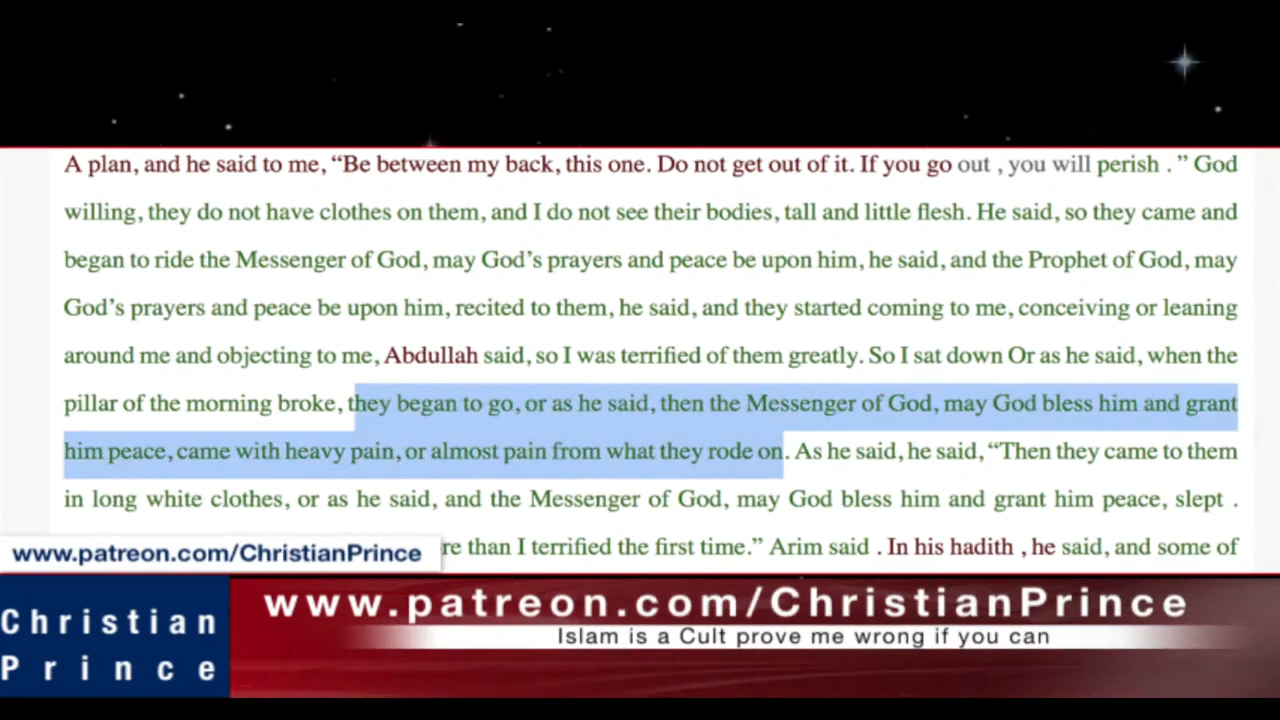 A plan, and he said to me, “Be between my back, this one. Do not get out of it. If you go out , you will perish . ” God
willing, they do not have clothes on them, and I do not see their bodies, tall and little flesh. He said, so they came and
began to ride the Messenger of God, may God’s prayers and peace be upon him, he said, and the Prophet of God, may
God’s prayers and peace be upon him, recited to them, he said, and they started coming to me, conceiving or leaning
around me and objecting to me, Abdullah said, so I was terrified of them greatly. So I sat down Or as he said, when the
pillar of the morning broke, they began to go, or as he said, then the Messenger of God, may God bless him and grant
him peace, came with heavy pain, or almost pain from what they rode on. As he said, he said, “Then they came to them
in long white clothes, or as he said, and the Messenger of God, may God bless him and grant him peace, slept .
re than I terrified the first time.” Arim said . In his hadith , he said, and some of
www.patreon.com/ChristianPrince
www.patreon.com/ChristianPrince
Islam is a Cult prove me wrong if you can
Christian
Prince